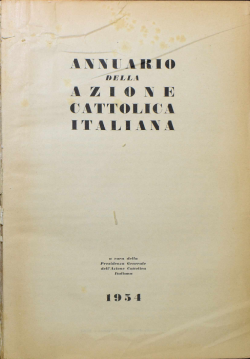 ANNUARIO
DELLA
AZIONE
CATTOLICA
ITALIANA
a cura della
Presidenza Generale
dell'Azione Cattolica
Italiana
1954